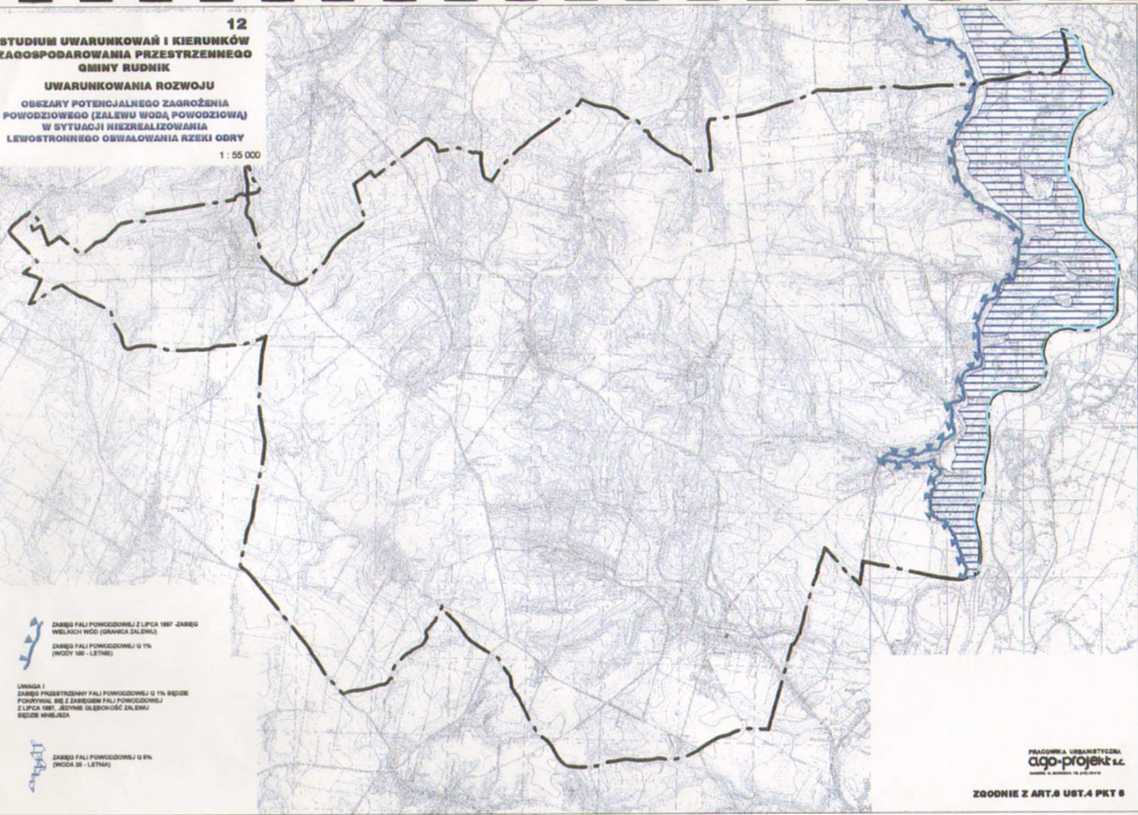 12
STUDIUM UWARUNKOWAŃ I KIERUNKÓW
ZAGOSPODAROWANIA PRZESTRZENNEGO
GMINY RUDNIK
UWARUNKOWANIA ROZWOJU
OBSZARY POTENCJALNEGO ZAGROŻENIA
POWODZIOWEGO (ZALEWU WODĄ POWODZIOWĄ)
W SYTUACJI NIEZREALIZOWANIA
LEWOSTRONNEGO OBWAŁOWANIA RZEKI ODRY
1 : 55 000
ZASIĘG FALI POWODZIOWEJ Z LIPCA 1997 -ZASIĘG
WIELKICH WÓD (GRANICA ZALEWU)
ZASIĘG FALI POWODZIOWEJ Q 1%
(WODY 100 - LETNIE)
UWAGA !
ZASIĘG PRZESTRZENNY FALI POWODZIOWEJ Q 1% BĘDZIE
POKRYWAŁ SIĘ Z ZASIĘGIEM FALI POWODZIOWEJ
Z LIPCA 1997, JEDYNIE GŁĘBOKOŚĆ ZALEWU
BĘDZIE MNIEJSZA
ZASIĘG FALI POWODZIOWEJ Q 5%
(WODA 20 - LETNIA)
PRACOWNIA URBANISTYCZNA
ago-projekt s.c.
ZGODNIE Z ART.6 UST.4 PKT 6